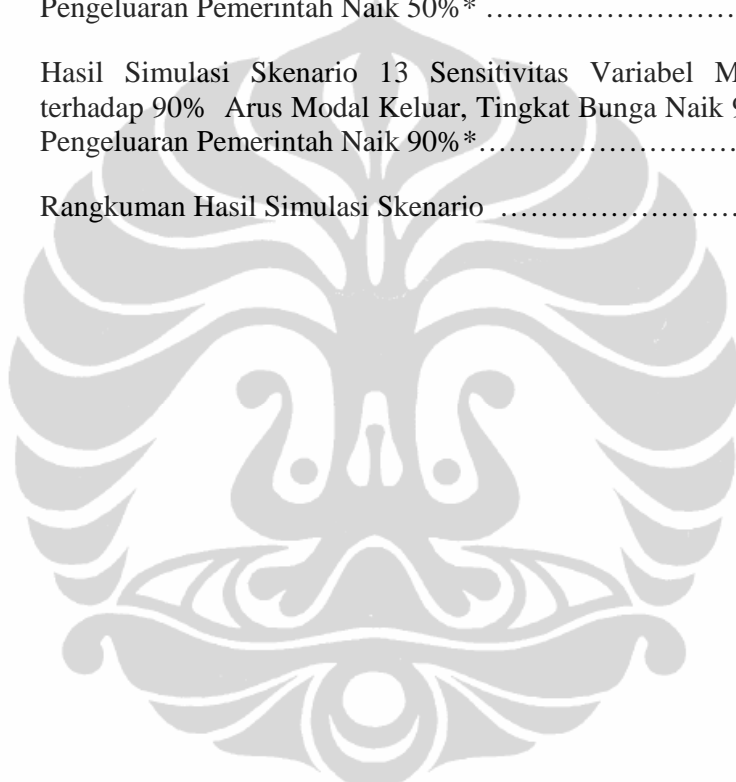 Pengeluaran Pemerintah Naik 50%* ………………………
Hasil Simulasi Skenario 13 Sensitivitas Variabel
terhadap 90% Arus Modal Keluar, Tingkat Bunga Naik
Pengeluaran Pemerintah Naik 90%*………………………
Rangkuman Hasil Simulasi Skenario ……………………